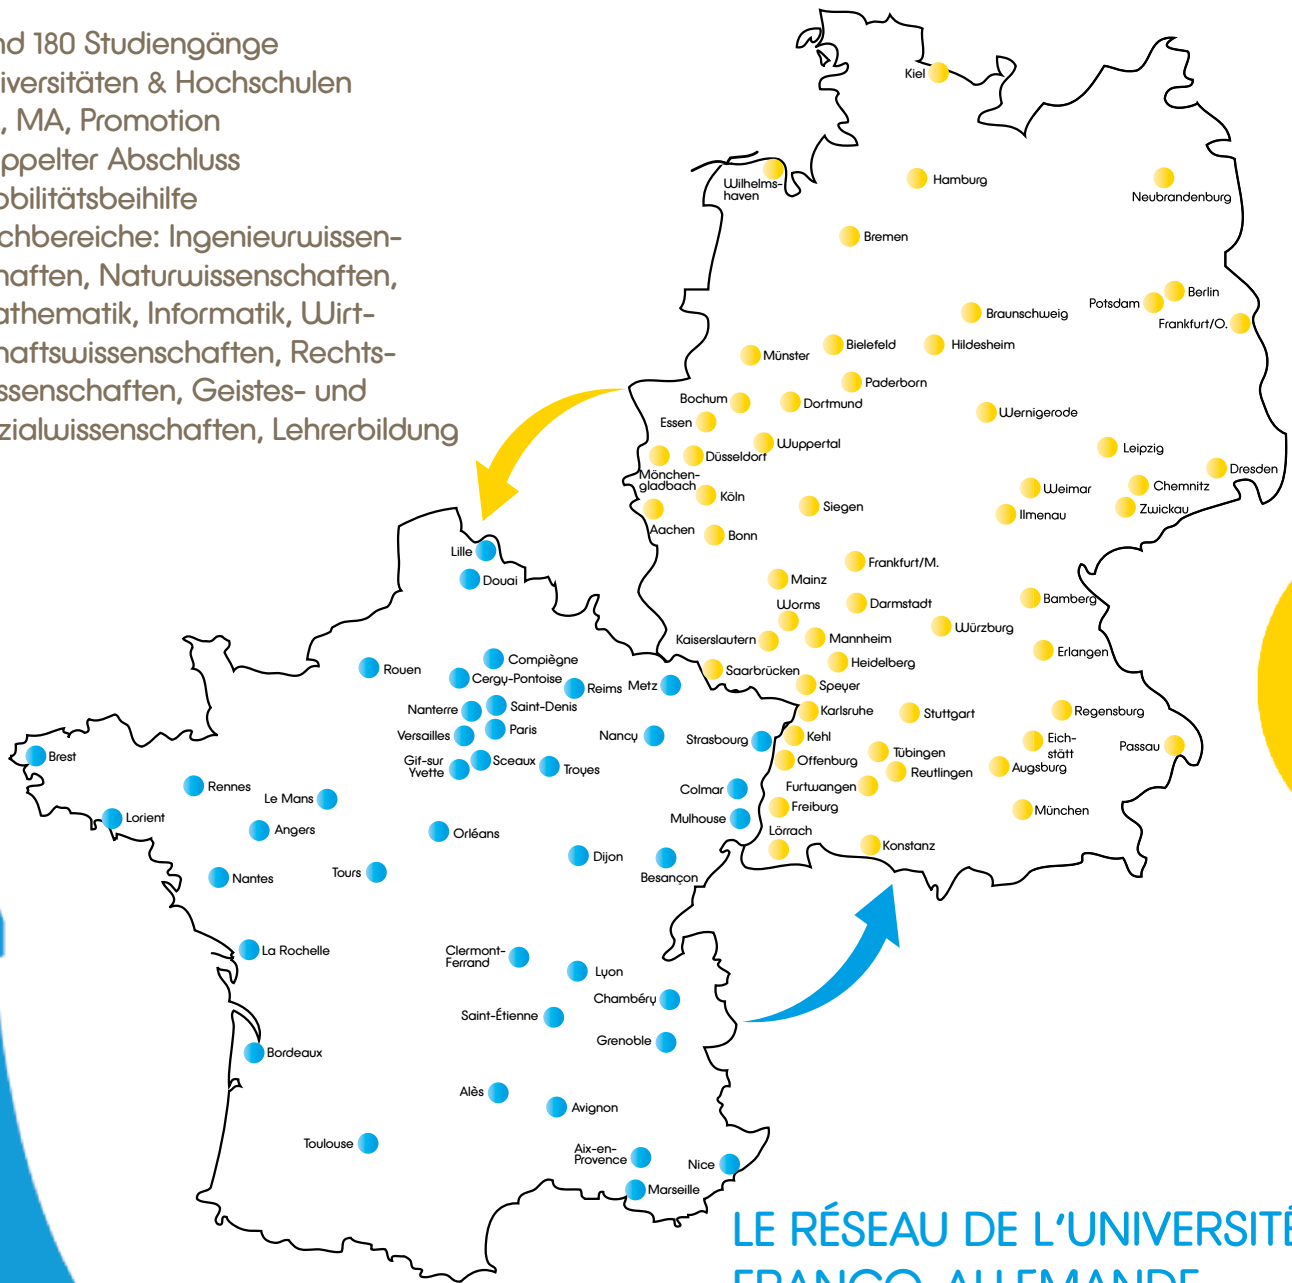 nd 180 Studiengänge
iversitäten & Hochschulen
, MA, Promotion
ppelter Abschluss
obilitätsbeihilfe
chbereiche: Ingenieurwissen-
haften, Naturwissenschaften,
athematik, Informatik, Wirt-
haftswissenschaften, Rechts-
ssenschaften, Geistes- und
zialwissenschaften, Lehrerbildung
Kiel
Wilhelms-
haven
Hamburg
Neubrandenburg
Bremen
Berlin
Potsdam
Braunschweig
Frankfurt/O.
Münster
Bielefeld
Hildesheim
Paderborn
Bochum
Dortmund
Wernigerode
Essen
Wuppertal
Leipzig
Düsseldorf
Mönchen-
gladbach
Dresden
Köln
Weimar
Chemnitz
Aachen
Siegen
Ilmenau
Zwickau
Bonn
Frankfurt/M.
Mainz
Worms
Darmstadt
Bamberg
Würzburg
Kaiserslautern
Mannheim
Erlangen
Saarbrücken
Heidelberg
Speyer
Karlsruhe
Stuttgart
Regensburg
Kehl
Eich-
stätt
Passau
Offenburg
Tübingen
Reutlingen
Augsburg
Furtwangen
Freiburg
München
Lörrach
Konstanz
Lille
Douai
Rouen
Compiègne
Cergy-Pontoise
Reims
Metz
Nanterre
Saint-Denis
Versailles
Paris
Nancy
Strasbourg
Gif-sur
Yvette
Sceaux
Troyes
Brest
Rennes
Le Mans
Colmar
Lorient
Angers
Orléans
Mulhouse
Nantes
Tours
Dijon
Besançon
La Rochelle
Clermont-
Ferrand
Lyon
Chambéry
Saint-Étienne
Grenoble
Bordeaux
Alès
Avignon
Toulouse
Aix-en-
Provence
Nice
Marseille
LE RÉSEAU DE L'UNIVERSITÉ
FRANCO-ALLEMANDE